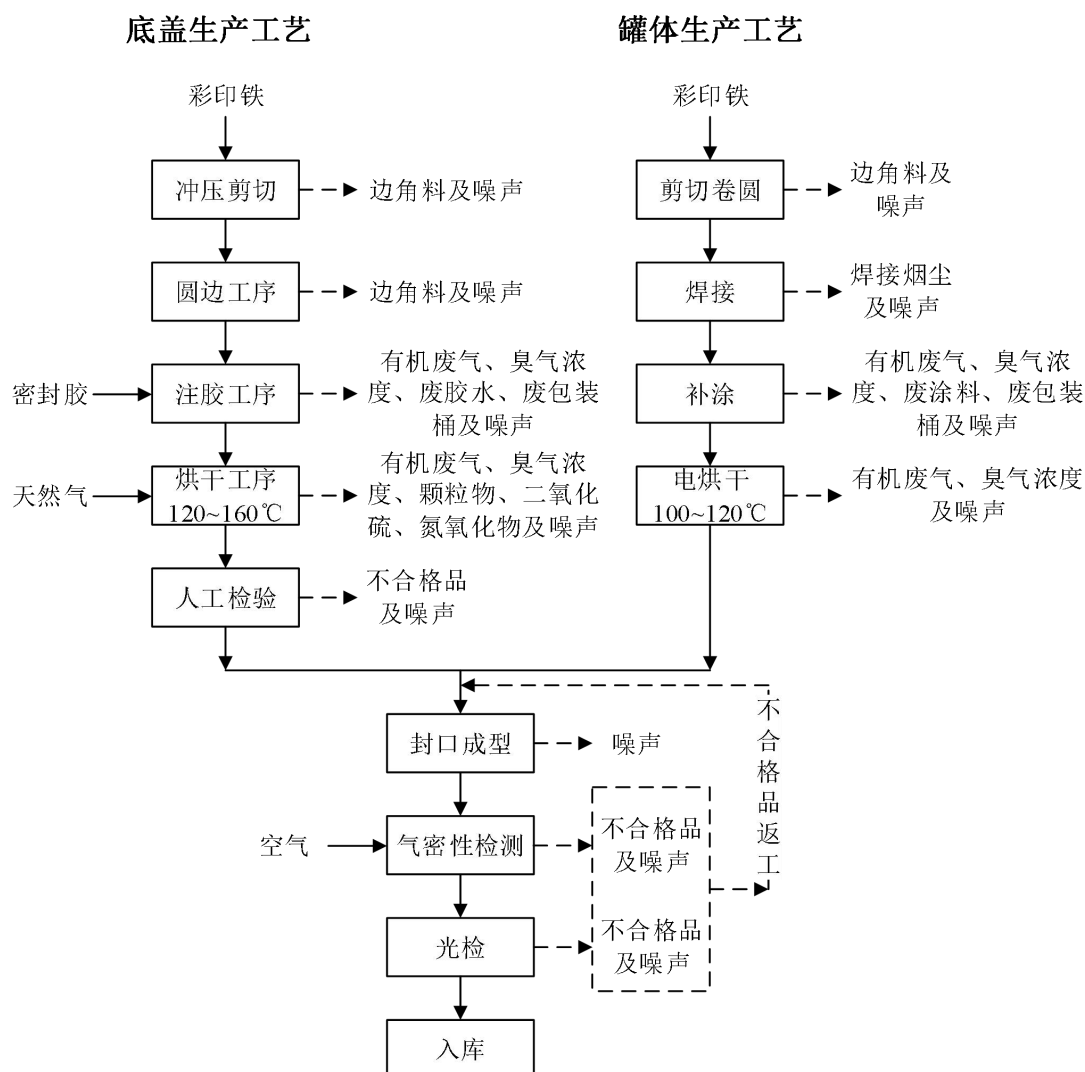 底盖生产工艺
罐体生产工艺
彩印铁
彩印铁
冲压剪切
边角料及噪声
剪切卷圆
边角料及
噪声
圆边工序
边角料及噪声
焊接
焊接烟尘
及噪声
密封胶
注胶工序
有机废气、臭气浓
度、废胶水、废包装
桶及噪声
补涂
有机废气、臭气浓
度、废涂料、废包装
桶及噪声
天然气
烘干工序
120~160℃
有机废气、臭气浓
度、颗粒物、二氧化
硫、氮氧化物及噪声
电烘干
100~120℃
有机废气、臭气浓度
及噪声
人工检验
不合格品
及噪声
封口成型
噪声
不合格品返工
空气
气密性检测
不合格品
及噪声
光检
不合格品
及噪声
入库